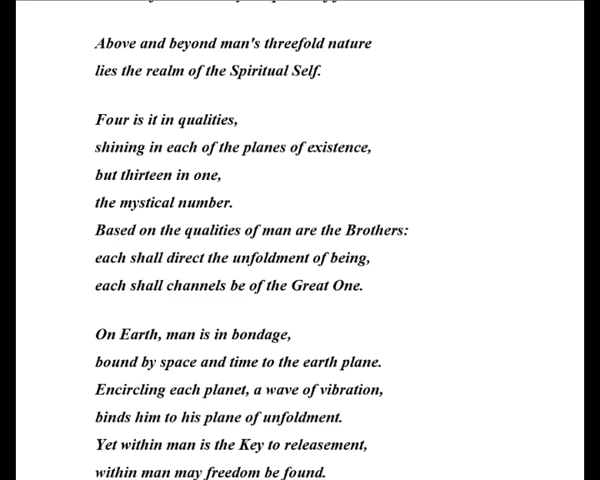 Above and beyond man's threefold nature
lies the realm of the Spiritual Self.
Four is it in qualities,
shining in each of the planes of existence,
but thirteen in one,
the mystical number.
Based on the qualities of man are the Brothers:
each shall direct the unfoldment of being,
each shall channels be of the Great One.
On Earth, man is in bondage,
bound by space and time to the earth plane.
Encircling each planet, a wave of vibration,
binds him to his plane of unfoldment.
Yet within man is the Key to releasement,
within man may freedom be found.